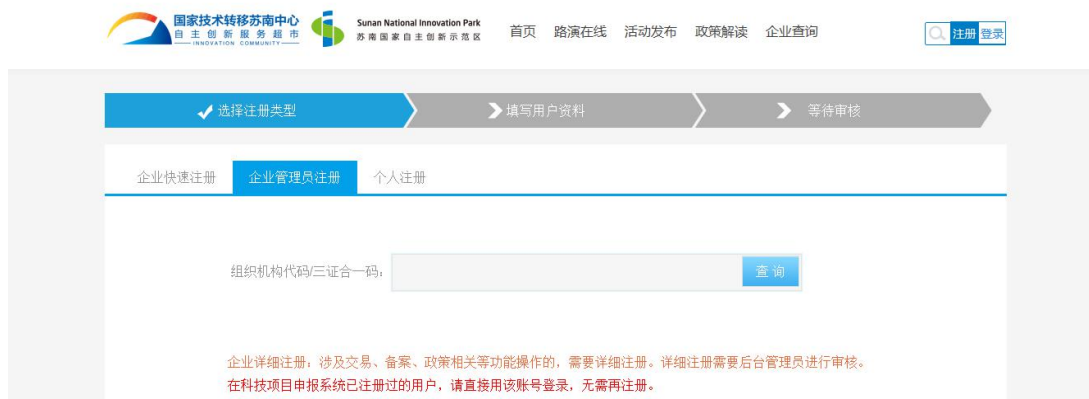 国家技术转移苏南中心
自主创新服务超市
INNOVATION COMMUNITY
Sunan National Innovation Park
苏南国家自主创新示范区
首页 路演在线 活动发布 政策解读 企业查询
注册 登录
选择注册类型 填写用户资料 等待审核
企业快速注册 企业管理员注册 个人注册
组织机构代码/三证合一码： 查询
企业详细注册：涉及交易、备案、政策相关等功能操作的，需要详细注册。详细注册需要后台管理员进行审核。
在科技项目申报系统已注册过的用户，请直接用该账号登录，无需再注册。